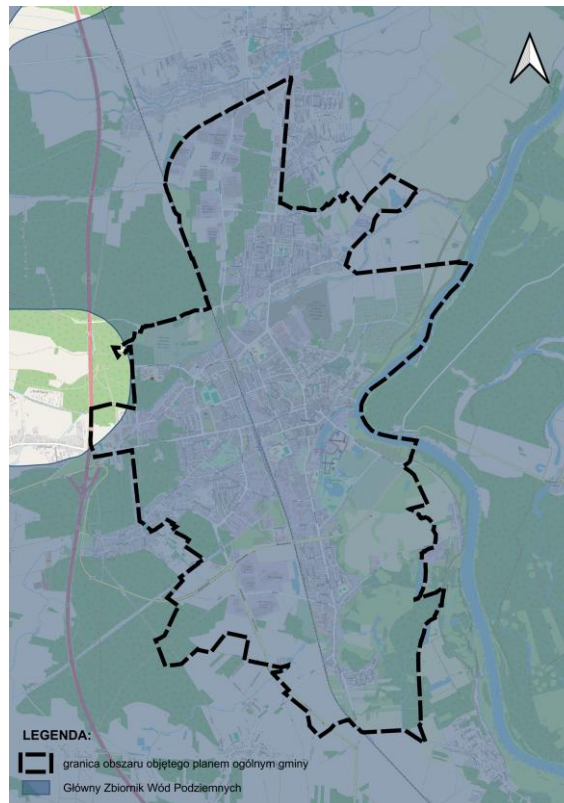 LEGENDA:
granica obszaru objętego planem ogólnym gminy
Główny Zbiornik Wód Podziemnych